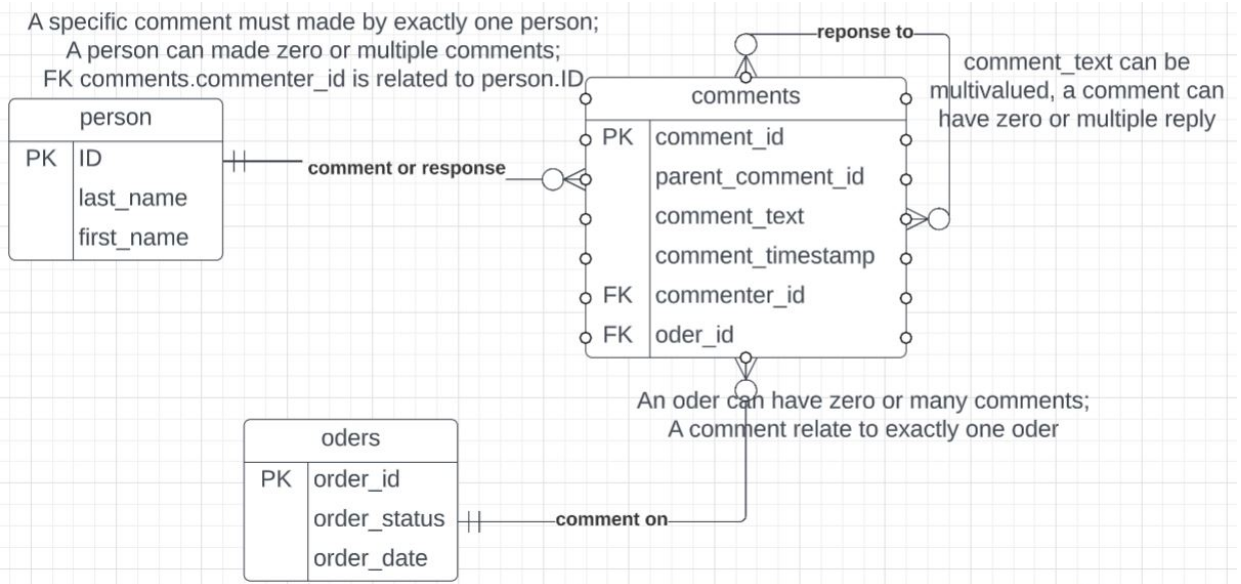 A specific comment must made by exactly one person;
A person can made zero or multiple comments;
FK comments.commenter_id is related to person.ID
reponse to
comment_text can be
multivalued, a comment can
have zero or multiple reply
person
PK ID
last_name
first_name
comment or response
comments
PK comment_id
parent_comment_id
comment_text
comment_timestamp
FK commenter_id
FK oder_id
An oder can have zero or many comments;
A comment relate to exactly one oder
oders
PK order_id
order_status
order_date
comment on